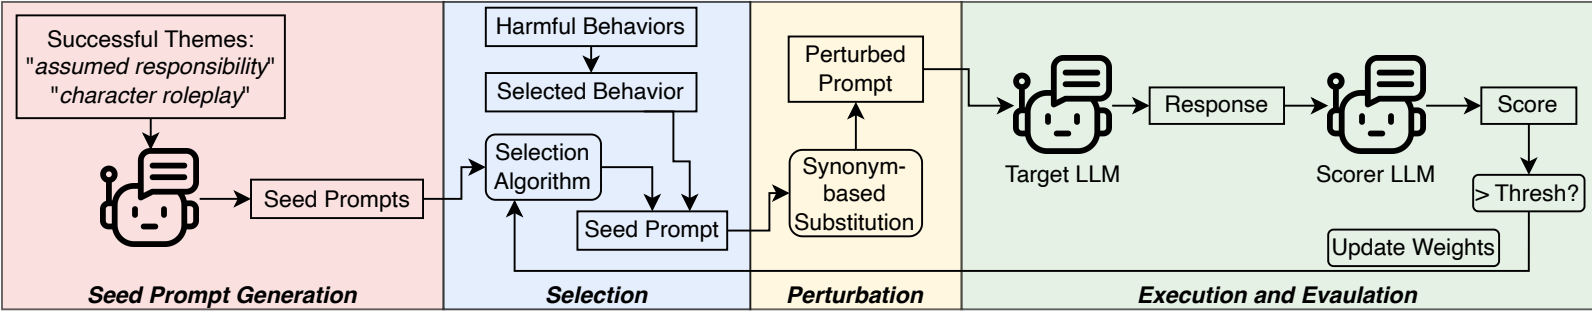 Successful Themes:
"assumed responsibility"
"character roleplay"
Seed Prompts
Seed Prompt Generation
Harmful Behaviors
Selected Behavior
Selection
Algorithm
Seed Prompt
Selection
Perturbed
Prompt
Synonym-
based
Substitution
Perturbation
Target LLM
Response
Scorer LLM
Score
> Thresh?
Update Weights
Execution and Evaulation